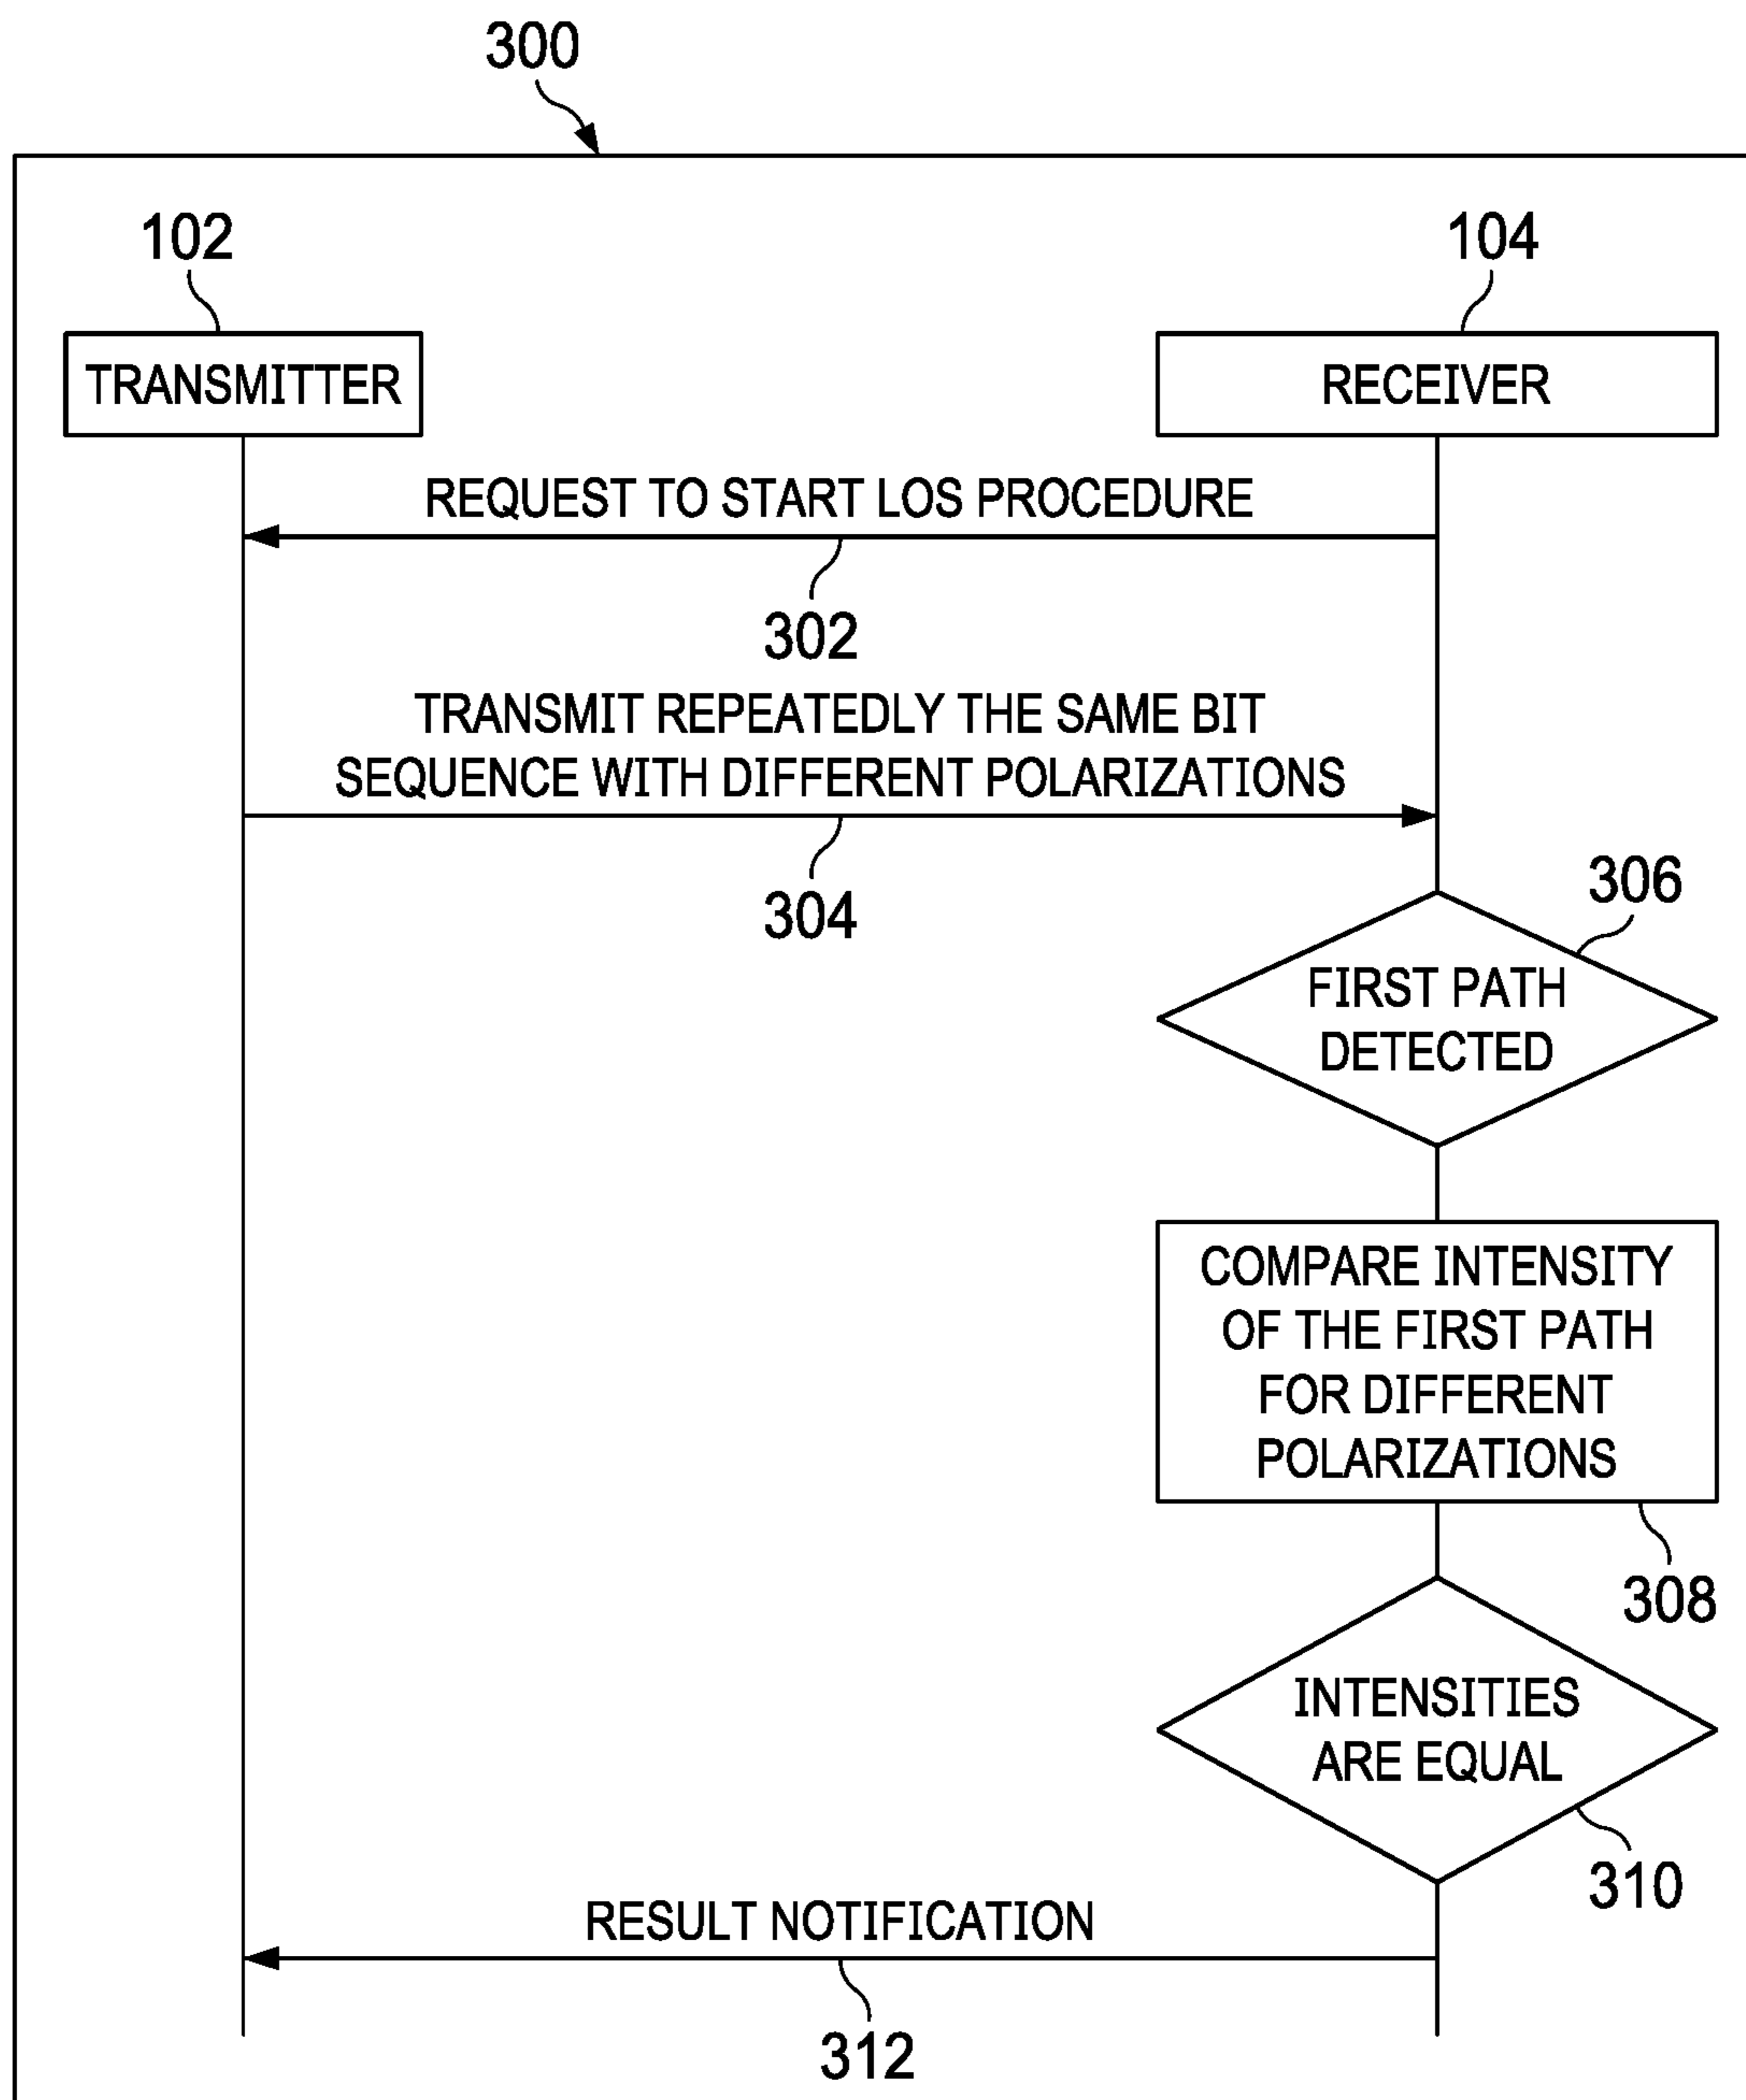 300
102
104
TRANSMITTER
RECEIVER
REQUEST TO START LOS PROCEDURE
302
TRANSMIT REPEATEDLY THE SAME BIT
SEQUENCE WITH DIFFERENT POLARIZATIONS
304
306
FIRST PATH
DETECTED
COMPARE INTENSITY
OF THE FIRST PATH
FOR DIFFERENT
POLARIZATIONS
308
INTENSITIES
ARE EQUAL
310
RESULT NOTIFICATION
312